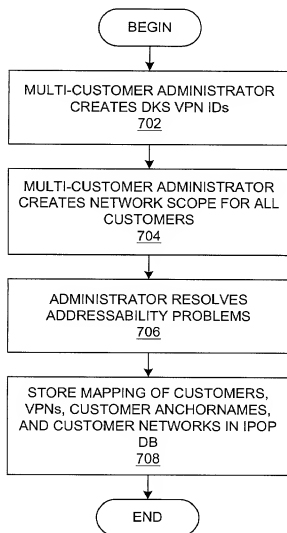 BEGIN
MULTI-CUSTOMER ADMINISTRATOR
CREATES DKS VPN IDs
702
MULTI-CUSTOMER ADMINISTRATOR
CREATES NETWORK SCOPE FOR ALL
CUSTOMERS
704
ADMINISTRATOR RESOLVES
ADDRESSABILITY PROBLEMS
706
STORE MAPPING OF CUSTOMERS,
VPNs, CUSTOMER ANCHORNAMES,
AND CUSTOMER NETWORKS IN IPOP
DB
708
END